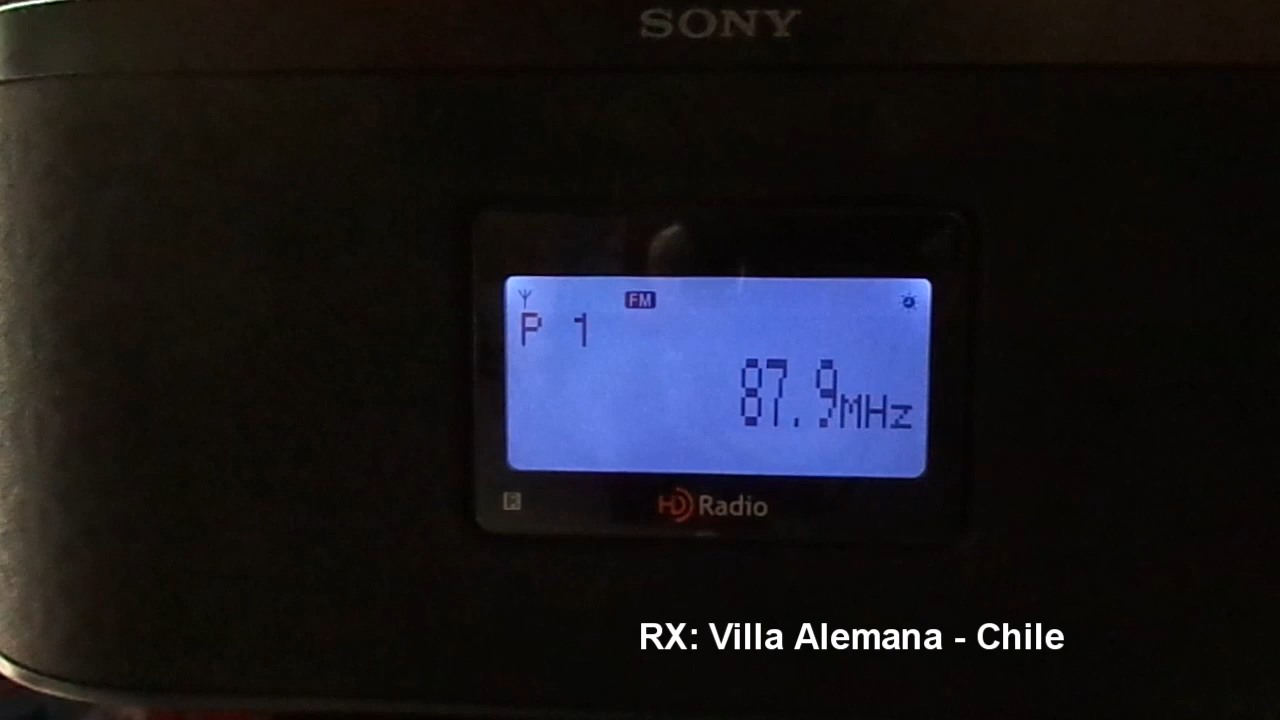 SONY
FM
P 1
87.9MHz
R
HD Radio
RX: Villa Alemana - Chile